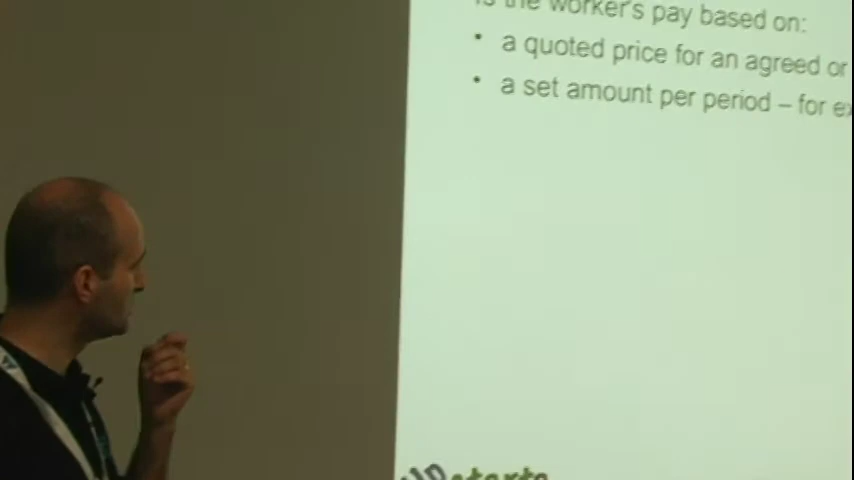 is the worker's pay based on:
• a quoted price for an agreed or
• a set amount per period – for ex